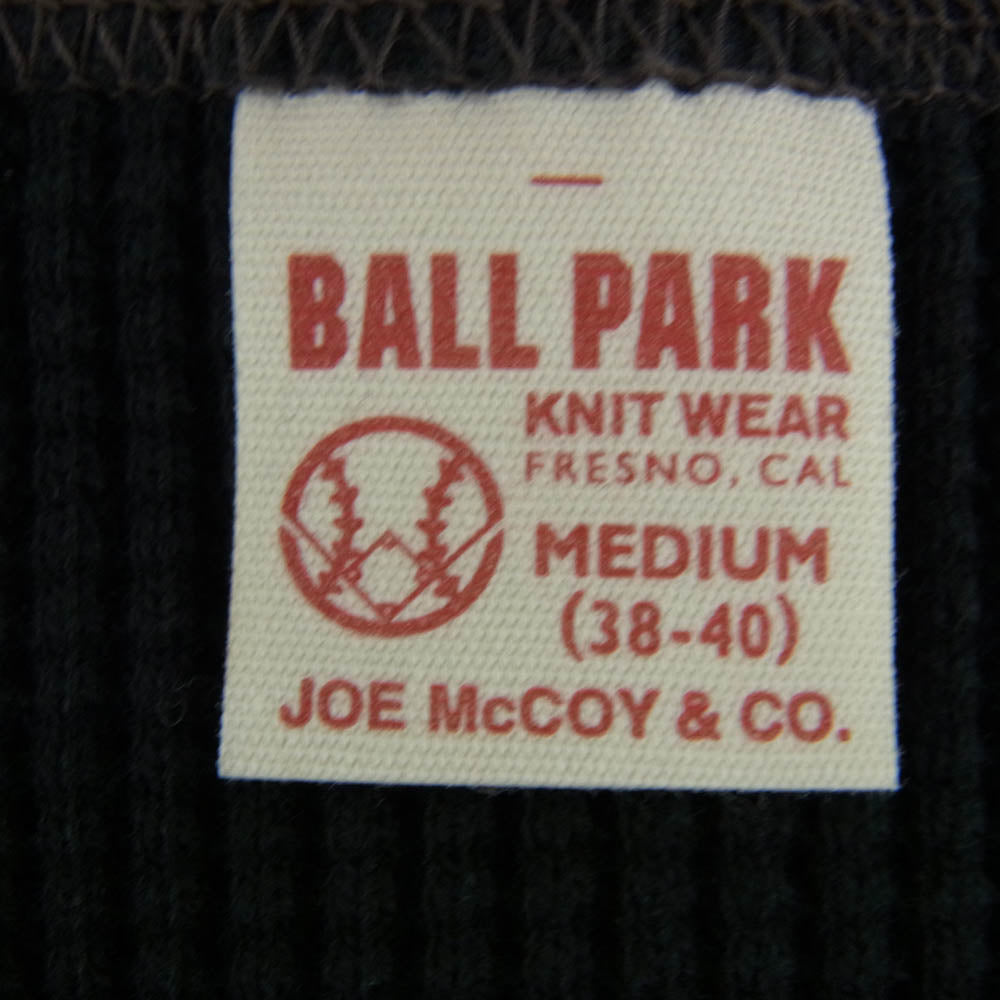 BALL PARK
KNIT WEAR
FRESNO, CAL
MEDIUM
(38-40)
JOE McCOY & CO.